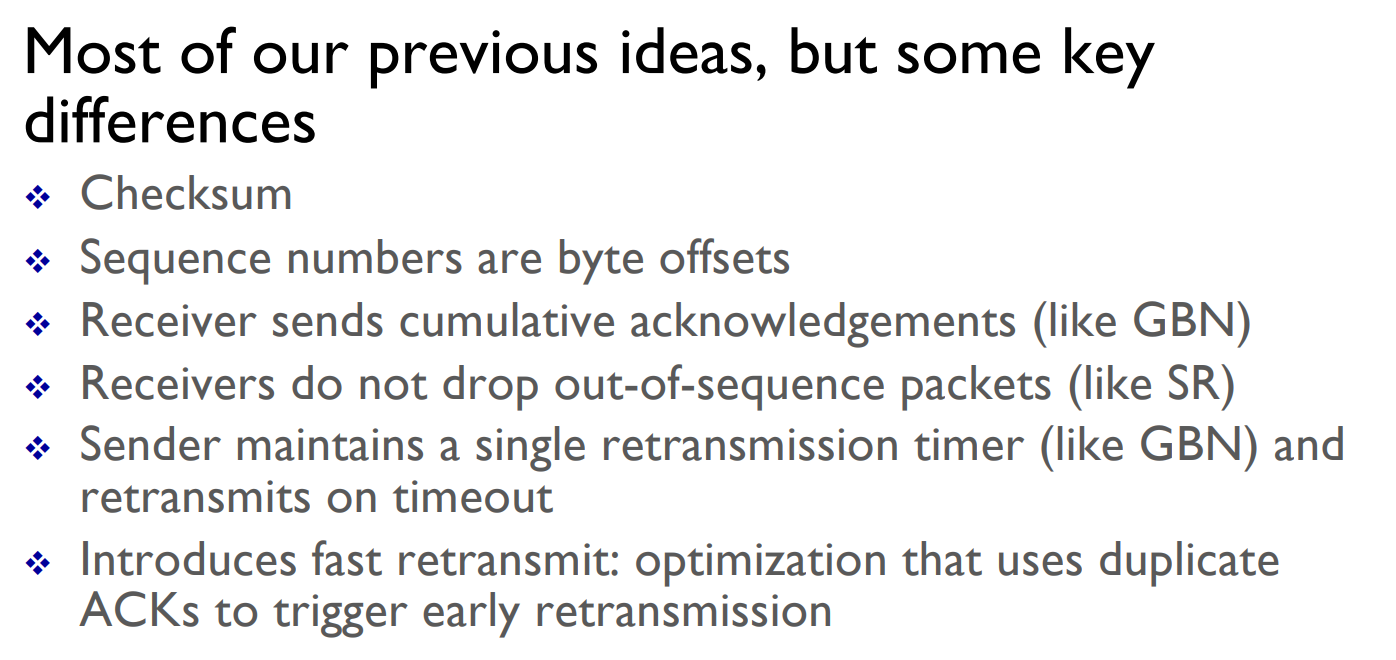 Most of our previous ideas, but some key
differences
❖ Checksum
❖ Sequence numbers are byte offsets
❖ Receiver sends cumulative acknowledgements (like GBN)
❖ Receivers do not drop out-of-sequence packets (like SR)
❖ Sender maintains a single retransmission timer (like GBN) and
retransmits on timeout
❖ Introduces fast retransmit: optimization that uses duplicate
ACKs to trigger early retransmission